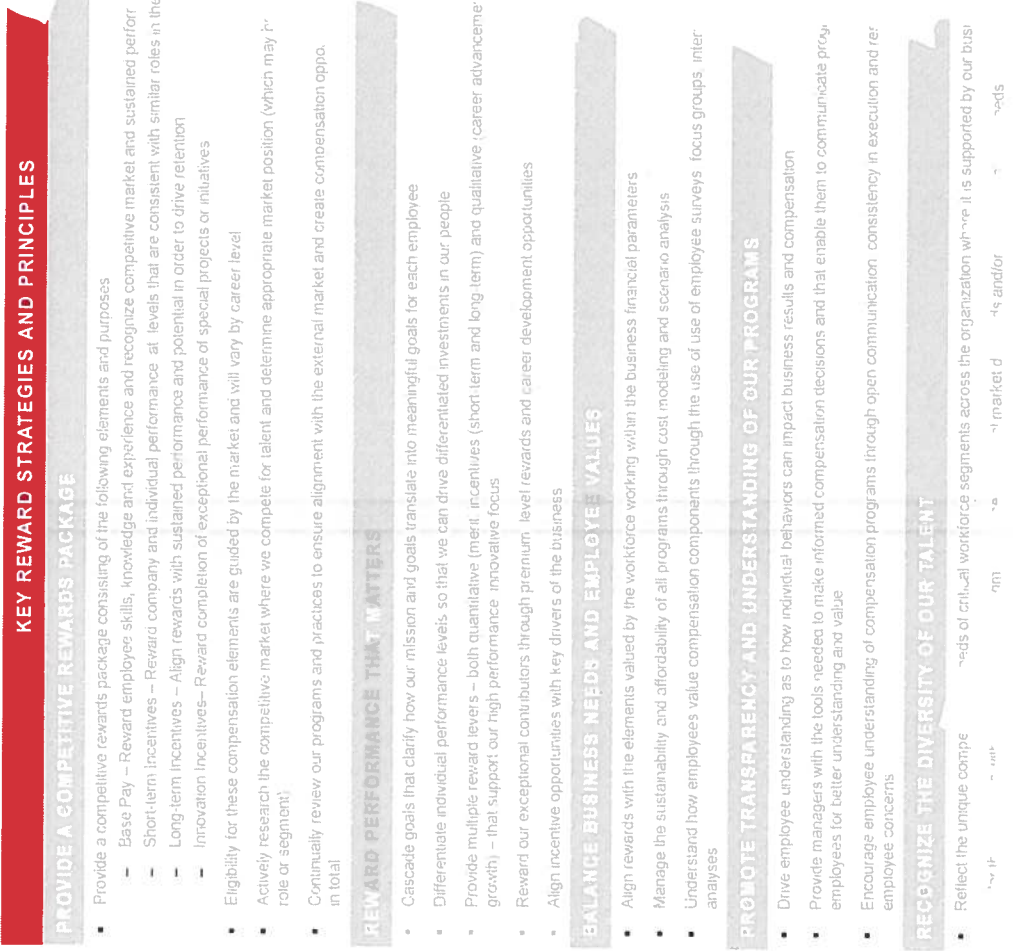 KEY REWARD STRATEGIES AND PRINCIPLES
PROVIDE A COMPETITIVE REWARDS PACKAGE
▪ Provide a competitive rewards package consisting of the following elements and purposes
– Base Pay – Reward employee skills, knowledge and experience and recognize competitive market and sustained perforr
– Short-term Incentives – Reward company and individual performance at levels that are consistent with similar roles in the
– Long-term Incentives – Align rewards with sustained performance and potential in order to drive retention
– Innovation Incentives– Reward completion of exceptional performance of special projects or initiatives
▪ Eligibility for these compensation elements are guided by the market and will vary by career level
▪ Actively research the competitive market where we compete for talent and determine appropriate market position (which may
role or segment)
▪ Continually review our programs and practices to ensure alignment with the external market and create compensation oppo
in total
REWARD PERFORMANCE THAT MATTERS
▪ Cascade goals that clarify how our mission and goals translate into meaningful goals for each employee
▪ Differentiate individual performance levels so that we can drive differentiated investments in our people
▪ Provide multiple reward levers – both quantitative (merit, incentives (short-term and long-term) and qualitative (career advanceme
growth) – that support our high performance innovative focus
▪ Reward our exceptional contributors through premium level rewards and career development opportunities
▪ Align incentive opportunities with key drivers of the business
BALANCE BUSINESS NEEDS AND EMPLOYEE VALUES
▪ Align rewards with the elements valued by the workforce working within the business financial parameters
▪ Manage the sustainability and affordability of all programs through cost modeling and scenario analysis
▪ Understand how employees value compensation components through the use of use of employee surveys focus groups inter
analyses
PROMOTE TRANSPARENCY AND UNDERSTANDING OF OUR PROGRAMS
▪ Drive employee understanding as to how individual behaviors can impact business results and compensation
▪ Provide managers with the tools needed to make informed compensation decisions and that enable them to communicate
employees for better understanding and value
▪ Encourage employee understanding of compensation programs through open communication consistency in execution and
employee concerns
RECOGNIZE THE DIVERSITY OF OUR TALENT
▪ Reflect the unique compe eds of critical workforce segments across the organization where it is supported by our busi
market and/or eds